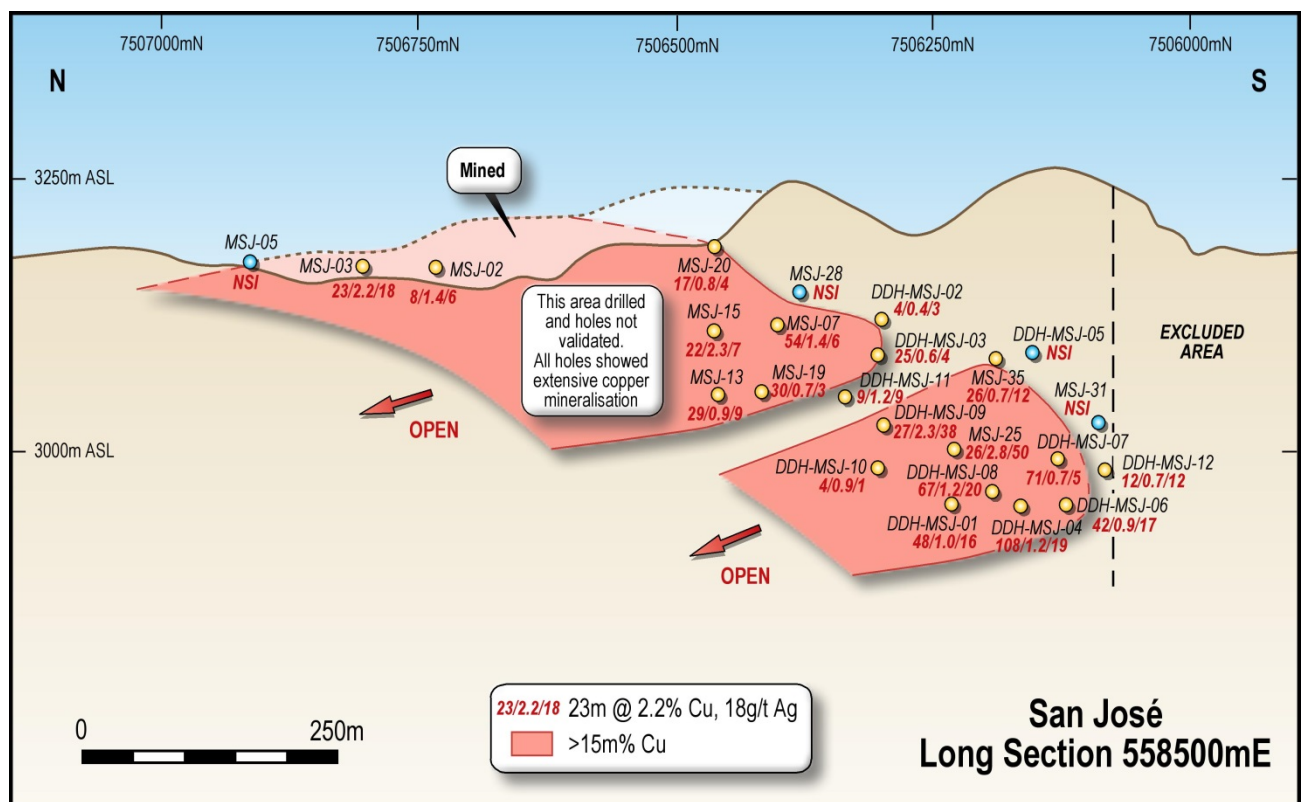 7507000mN
7506750mN
7506500mN
7506250mN
7506000mN
N
S
3250m ASL
Mined
MSJ-05
NSI
MSJ-03
23/2.2/18
MSJ-02
8/1.4/6
MSJ-20
17/0.8/4
MSJ-28
NSI
DDH-MSJ-02
4/0.4/3
This area drilled
and holes not
validated.
All holes showed
extensive copper
mineralisation
MSJ-15
22/2.3/7
MSJ-07
54/1.4/6
DDH-MSJ-03
25/0.6/4
DDH-MSJ-05
NSI
EXCLUDED
AREA
MSJ-13
29/0.9/9
MSJ-19
30/0.7/3
DDH-MSJ-11
9/1.2/9
MSJ-35
26/0.7/12
MSJ-31
NSI
OPEN
DDH-MSJ-09
27/2.3/38
MSJ-25
26/2.8/50
DDH-MSJ-07
71/0.7/5
3000m ASL
DDH-MSJ-10
4/0.9/1
DDH-MSJ-08
67/1.2/20
DDH-MSJ-12
12/0.7/12
DDH-MSJ-01
48/1.0/16
DDH-MSJ-04
108/1.2/19
DDH-MSJ-06
42/0.9/17
OPEN
23/2.2/18 23m @ 2.2% Cu, 18g/t Ag
>15m% Cu
0 250m
San José
Long Section 558500mE